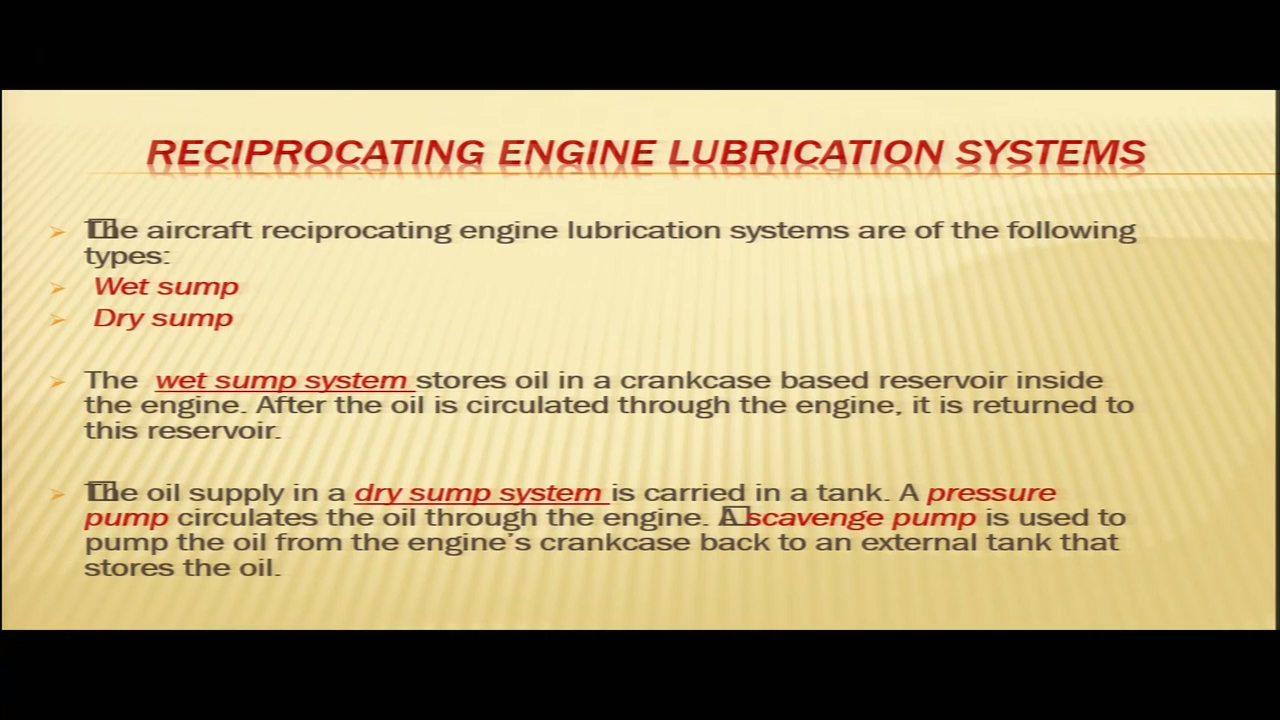 RECIPROCATING ENGINE LUBRICATION SYSTEMS
The aircraft reciprocating engine lubrication systems are of the following
types:
Wet sump
Dry sump
The wet sump system stores oil in a crankcase based reservoir inside
the engine. After the oil is circulated through the engine, it is returned to
this reservoir.
The oil supply in a dry sump system is carried in a tank. A pressure
pump circulates the oil through the engine. A scavenge pump is used to
pump the oil from the engine’s crankcase back to an external tank that
stores the oil.